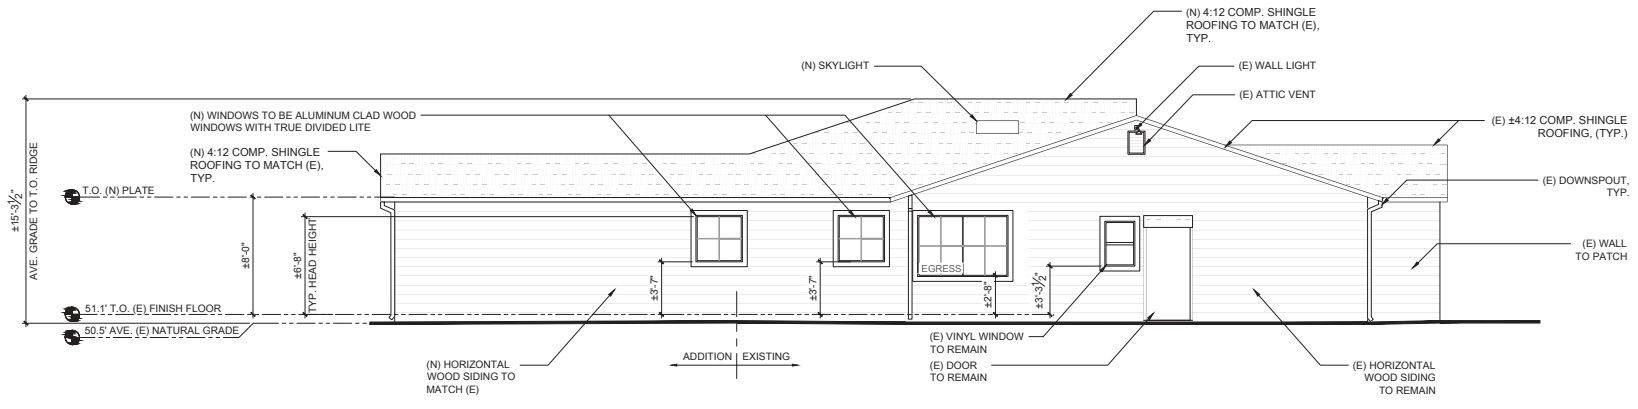 (N) 4:12 COMP. SHINGLE
ROOFING TO MATCH (E),
TYP.
(N) SKYLIGHT
(E) WALL LIGHT
(E) ATTIC VENT
(N) WINDOWS TO BE ALUMINUM CLAD WOOD
WINDOWS WITH TRUE DIVIDED LITE
(E) ±4:12 COMP. SHINGLE
ROOFING, (TYP.)
(N) 4:12 COMP. SHINGLE
ROOFING TO MATCH (E),
TYP.
T.O. (N) PLATE
(E) DOWNSPOUT,
TYP.
±15'-3½"
AVE. GRADE TO T.O. RIDGE
±8'-0"
±6'-8"
TYP. HEAD HEIGHT
(E) WALL
TO PATCH
EGRESS
±3'-7"
±3'-7"
±2'-8"
±3'-3½"
51.1' T.O. (E) FINISH FLOOR
50.5' AVE. (E) NATURAL GRADE
(E) VINYL WINDOW
TO REMAIN
ADDITION
EXISTING
(N) HORIZONTAL
WOOD SIDING TO
MATCH (E)
(E) DOOR
TO REMAIN
(E) HORIZONTAL
WOOD SIDING
TO REMAIN